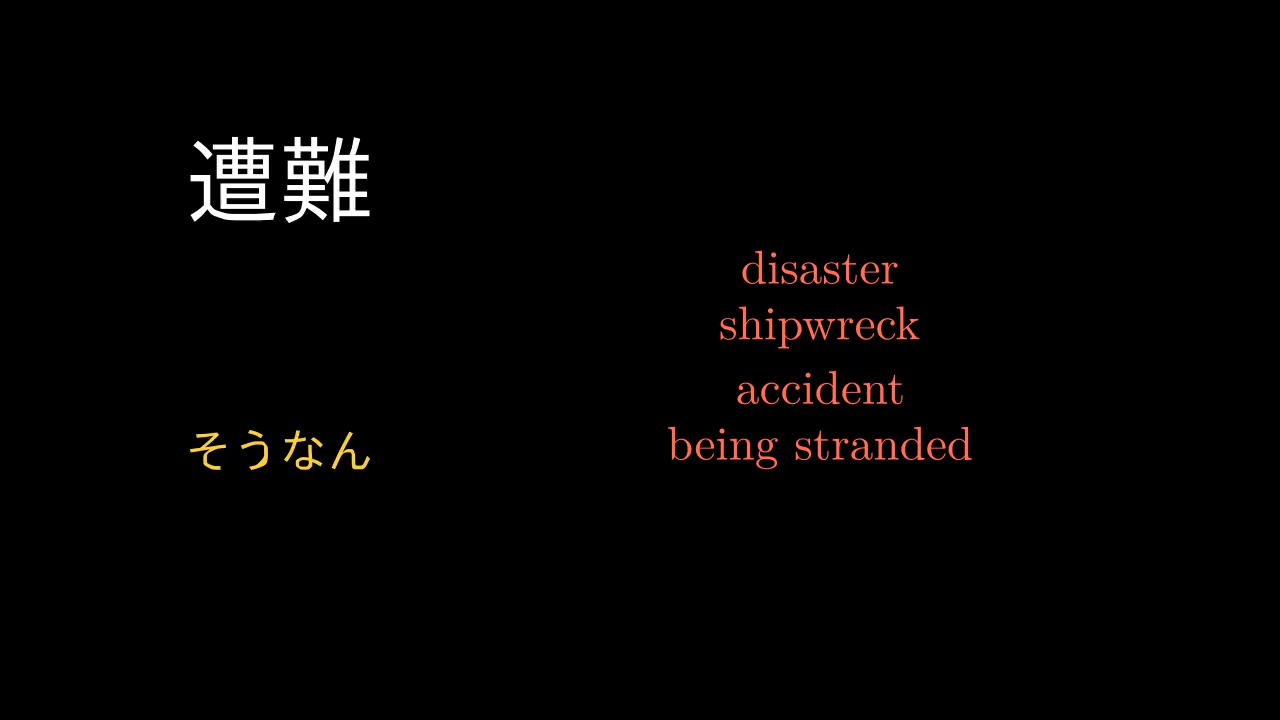 遭難
そうなん
disaster
shipwreck
accident
being stranded